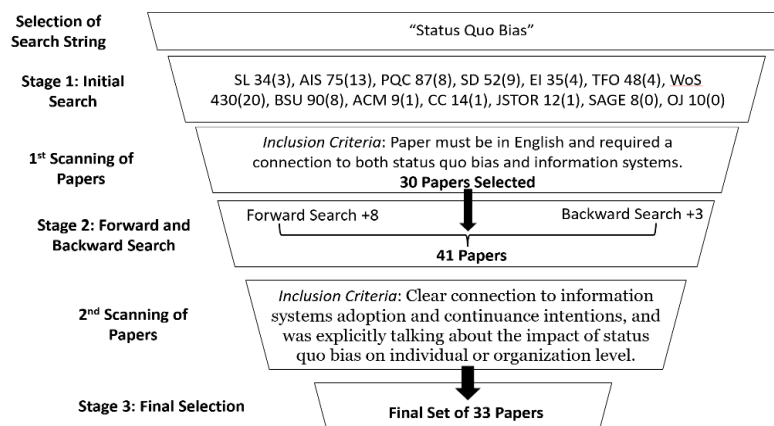 Selection of
Search String
“Status Quo Bias”
Stage 1: Initial
Search
SL 34(3), AIS 75(13), PQC 87(8), SD 52(9), EI 35(4), TFO 48(4), WoS
430(20), BSU 90(8), ACM 9(1), CC 14(1), JSTOR 12(1), SAGE 8(0), OJ 10(0)
1st Scanning of
Papers
Inclusion Criteria: Paper must be in English and required a
connection to both status quo bias and information systems.
30 Papers Selected
Stage 2: Forward and
Backward Search
Forward Search +8
Backward Search +3
41 Papers
2nd Scanning of
Papers
Inclusion Criteria: Clear connection to information
systems adoption and continuance intentions, and
was explicitly talking about the impact of status
quo bias on individual or organization level.
Stage 3: Final Selection
Final Set of 33 Papers